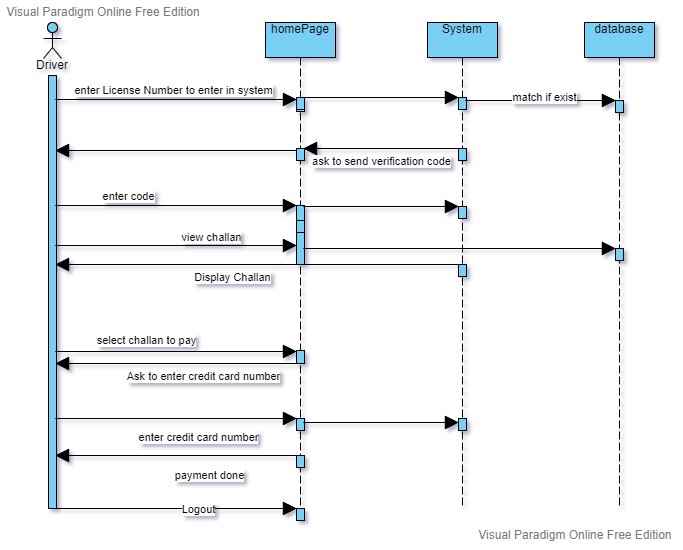 Visual Paradigm Online Free Edition
homePage
System
database
Driver
enter License Number to enter in system
match if exist
ask to send verification code
enter code
view challan
Display Challan
select challan to pay
Ask to enter credit card number
enter credit card number
payment done
Logout
Visual Paradigm Online Free Edition